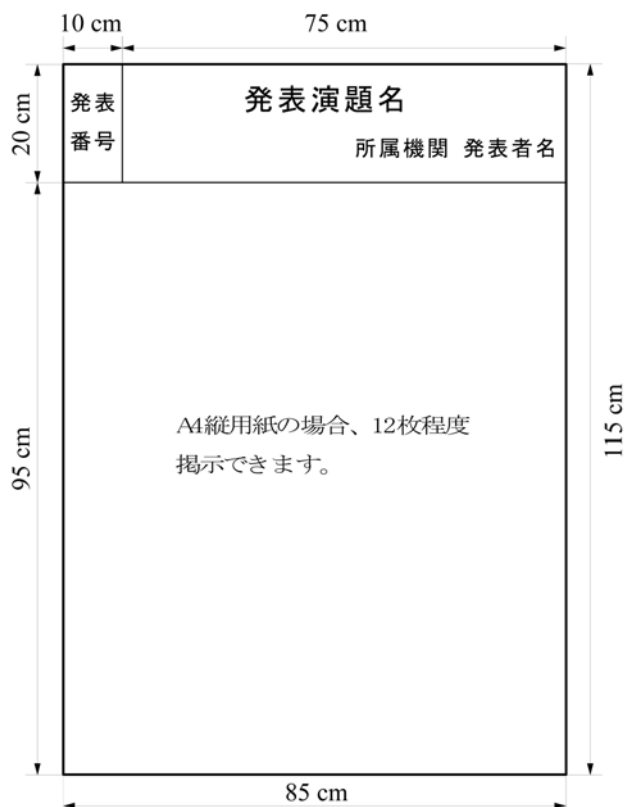 10 cm
75 cm
20 cm
発表
番号
発表演題名
所属機関 発表者名
95 cm
A4縦用紙の場合、12枚程度
掲示できます。
115 cm
85 cm